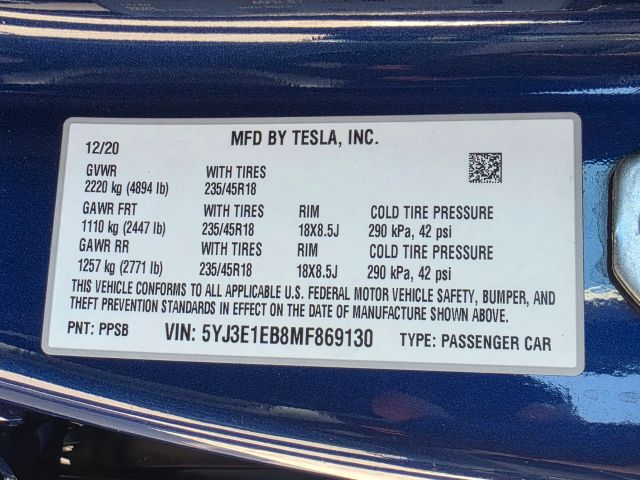 MFD BY TESLA, INC.
12/20
GVWR WITH TIRES
2220 kg (4894 lb) 235/45R18
GAWR FRT WITH TIRES RIM COLD TIRE PRESSURE
1110 kg (2447 lb) 235/45R18 18X8.5J 290 kPa, 42 psi
GAWR RR WITH TIRES RIM COLD TIRE PRESSURE
1257 kg (2771 lb) 235/45R18 18X8.5J 290 kPa, 42 psi
THIS VEHICLE CONFORMS TO ALL APPLICABLE U.S. FEDERAL MOTOR VEHICLE SAFETY, BUMPER, AND
THEFT PREVENTION STANDARDS IN EFFECT ON THE DATE OF MANUFACTURE SHOWN ABOVE.
PNT: PPSB VIN: 5YJ3E1EB8MF869130 TYPE: PASSENGER CAR